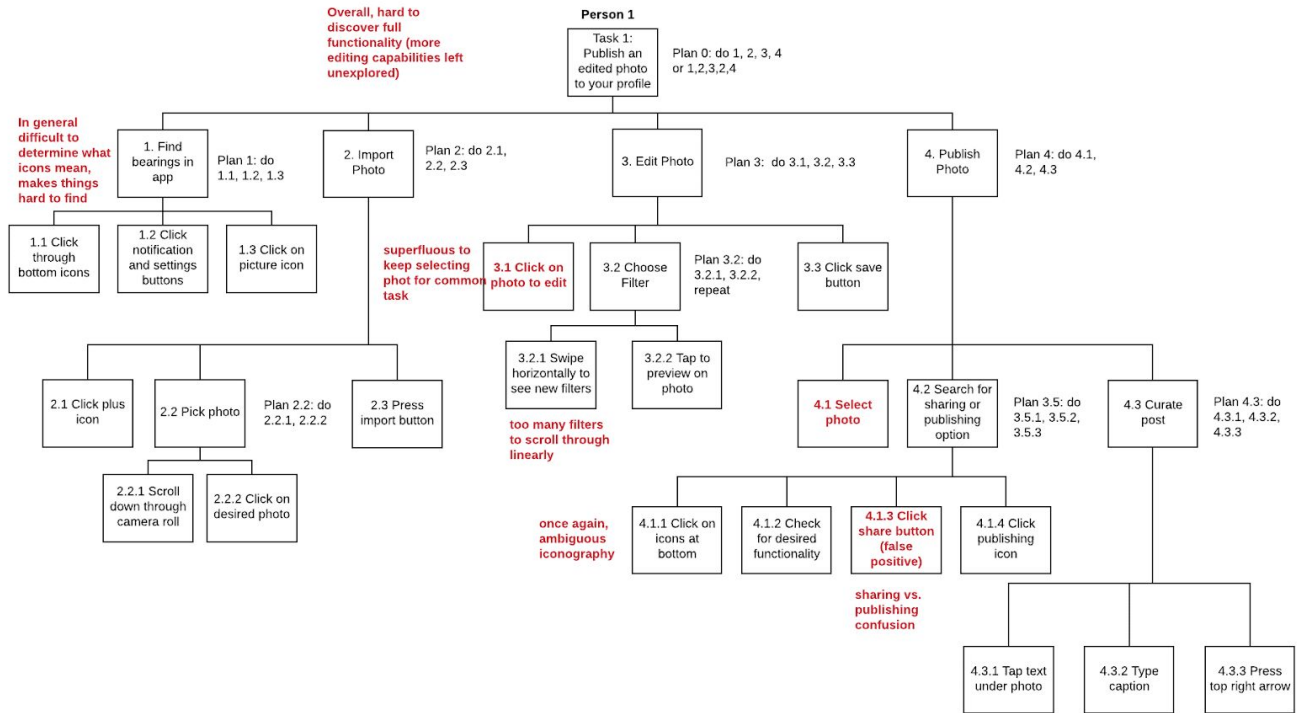 Overall, hard to
discover full
functionality (more
editing capabilities left
unexplored)
Person 1
Task 1:
Publish an
edited photo
to your profile
Plan 0: do 1, 2, 3, 4
or 1,2,3,2,4
In general
difficult to
determine what
icons mean,
makes things
hard to find
1. Find
bearings in
app
Plan 1: do
1.1, 1.2, 1.3
2. Import
Photo
Plan 2: do 2.1,
2.2, 2.3
3. Edit Photo
Plan 3:  do 3.1, 3.2, 3.3
4. Publish
Photo
Plan 4: do 4.1,
4.2, 4.3
1.1 Click
through
bottom icons
1.2 Click
notification
and settings
buttons
1.3 Click on
picture icon
superfluous to
keep selecting
phot for common
task
3.1 Click on
photo to edit
3.2 Choose
Filter
Plan 3.2: do
3.2.1, 3.2.2,
repeat
3.3 Click save
button
3.2.1 Swipe
horizontally to
see new filters
3.2.2 Tap to
preview on
photo
too many filters
to scroll through
linearly
2.1 Click plus
icon
2.2 Pick photo
Plan 2.2: do
2.2.1, 2.2.2
2.3 Press
import button
2.2.1 Scroll
down through
camera roll
2.2.2 Click on
desired photo
4.1 Select
photo
4.2 Search for
sharing or
publishing
option
Plan 3.5: do
3.5.1, 3.5.2,
3.5.3
4.3 Curate
post
Plan 4.3: do
4.3.1, 4.3.2,
4.3.3
once again,
ambiguous
iconography
4.1.1 Click on
icons at
bottom
4.1.2 Check
for desired
functionality
4.1.3 Click
share button
(false
positive)
4.1.4 Click
publishing
icon
sharing vs.
publishing
confusion
4.3.1 Tap text
under photo
4.3.2 Type
caption
4.3.3 Press
top right arrow